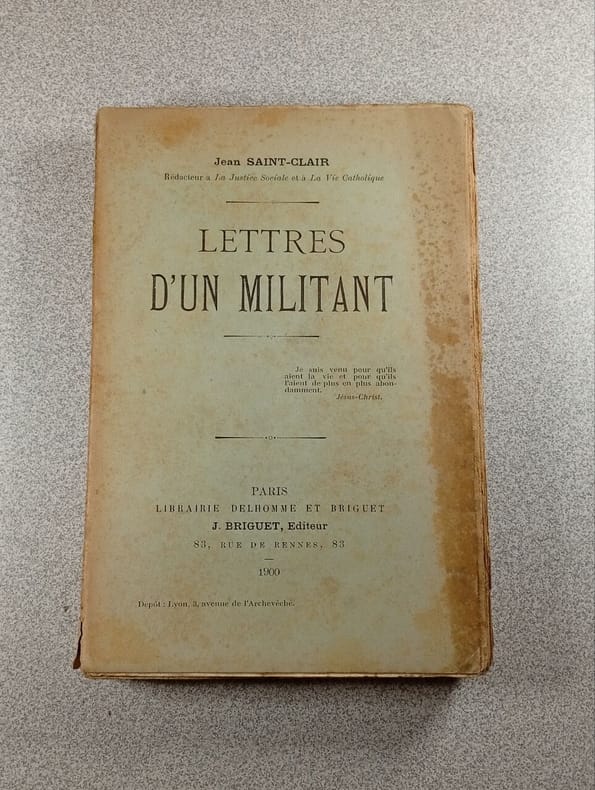 Jean SAINT-CLAIR
Rédacteur à La Justice Sociale et à La Vie Catholique
LETTRES
D'UN MILITANT
Je suis venu pour qu'ils
aient la vie et pour qu'ils
l'aient de plus en plus abon-
damment.
Jésus-Christ.
PARIS
LIBRAIRIE DELHOMME ET BRIGUET
J. BRIGUET, Editeur
83, RUE DE RENNES, 83
1900
Depôt : Lyon, 3, avenue de l'Archevêché.